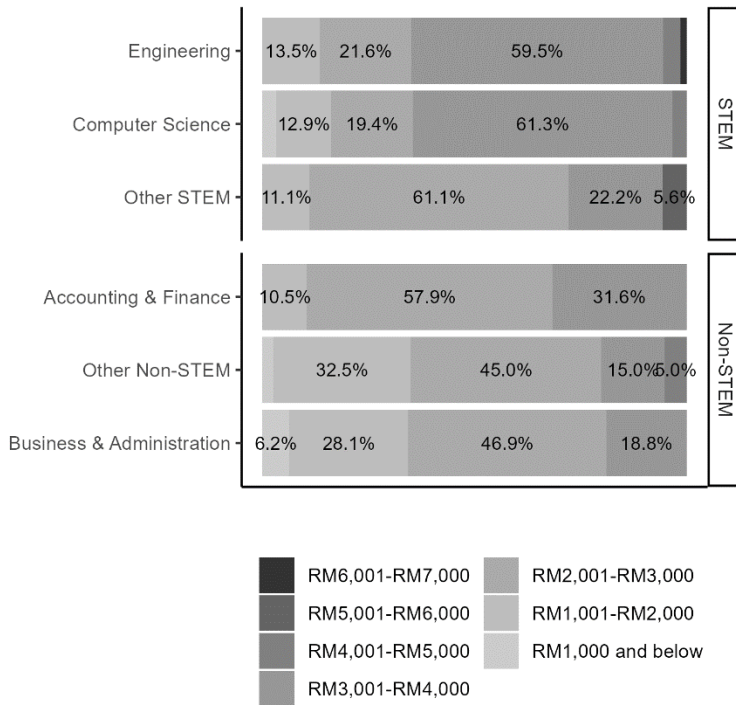 Engineering 13.5% 21.6% 59.5%
Computer Science 12.9% 19.4% 61.3%
Other STEM 11.1% 61.1% 22.2% 5.6%
STEM
Accounting & Finance 10.5% 57.9% 31.6%
Other Non-STEM 32.5% 45.0% 15.0% 5.0%
Business & Administration 6.2% 28.1% 46.9% 18.8%
Non-STEM
RM6,001-RM7,000
RM5,001-RM6,000
RM4,001-RM5,000
RM3,001-RM4,000
RM2,001-RM3,000
RM1,001-RM2,000
RM1,000 and below